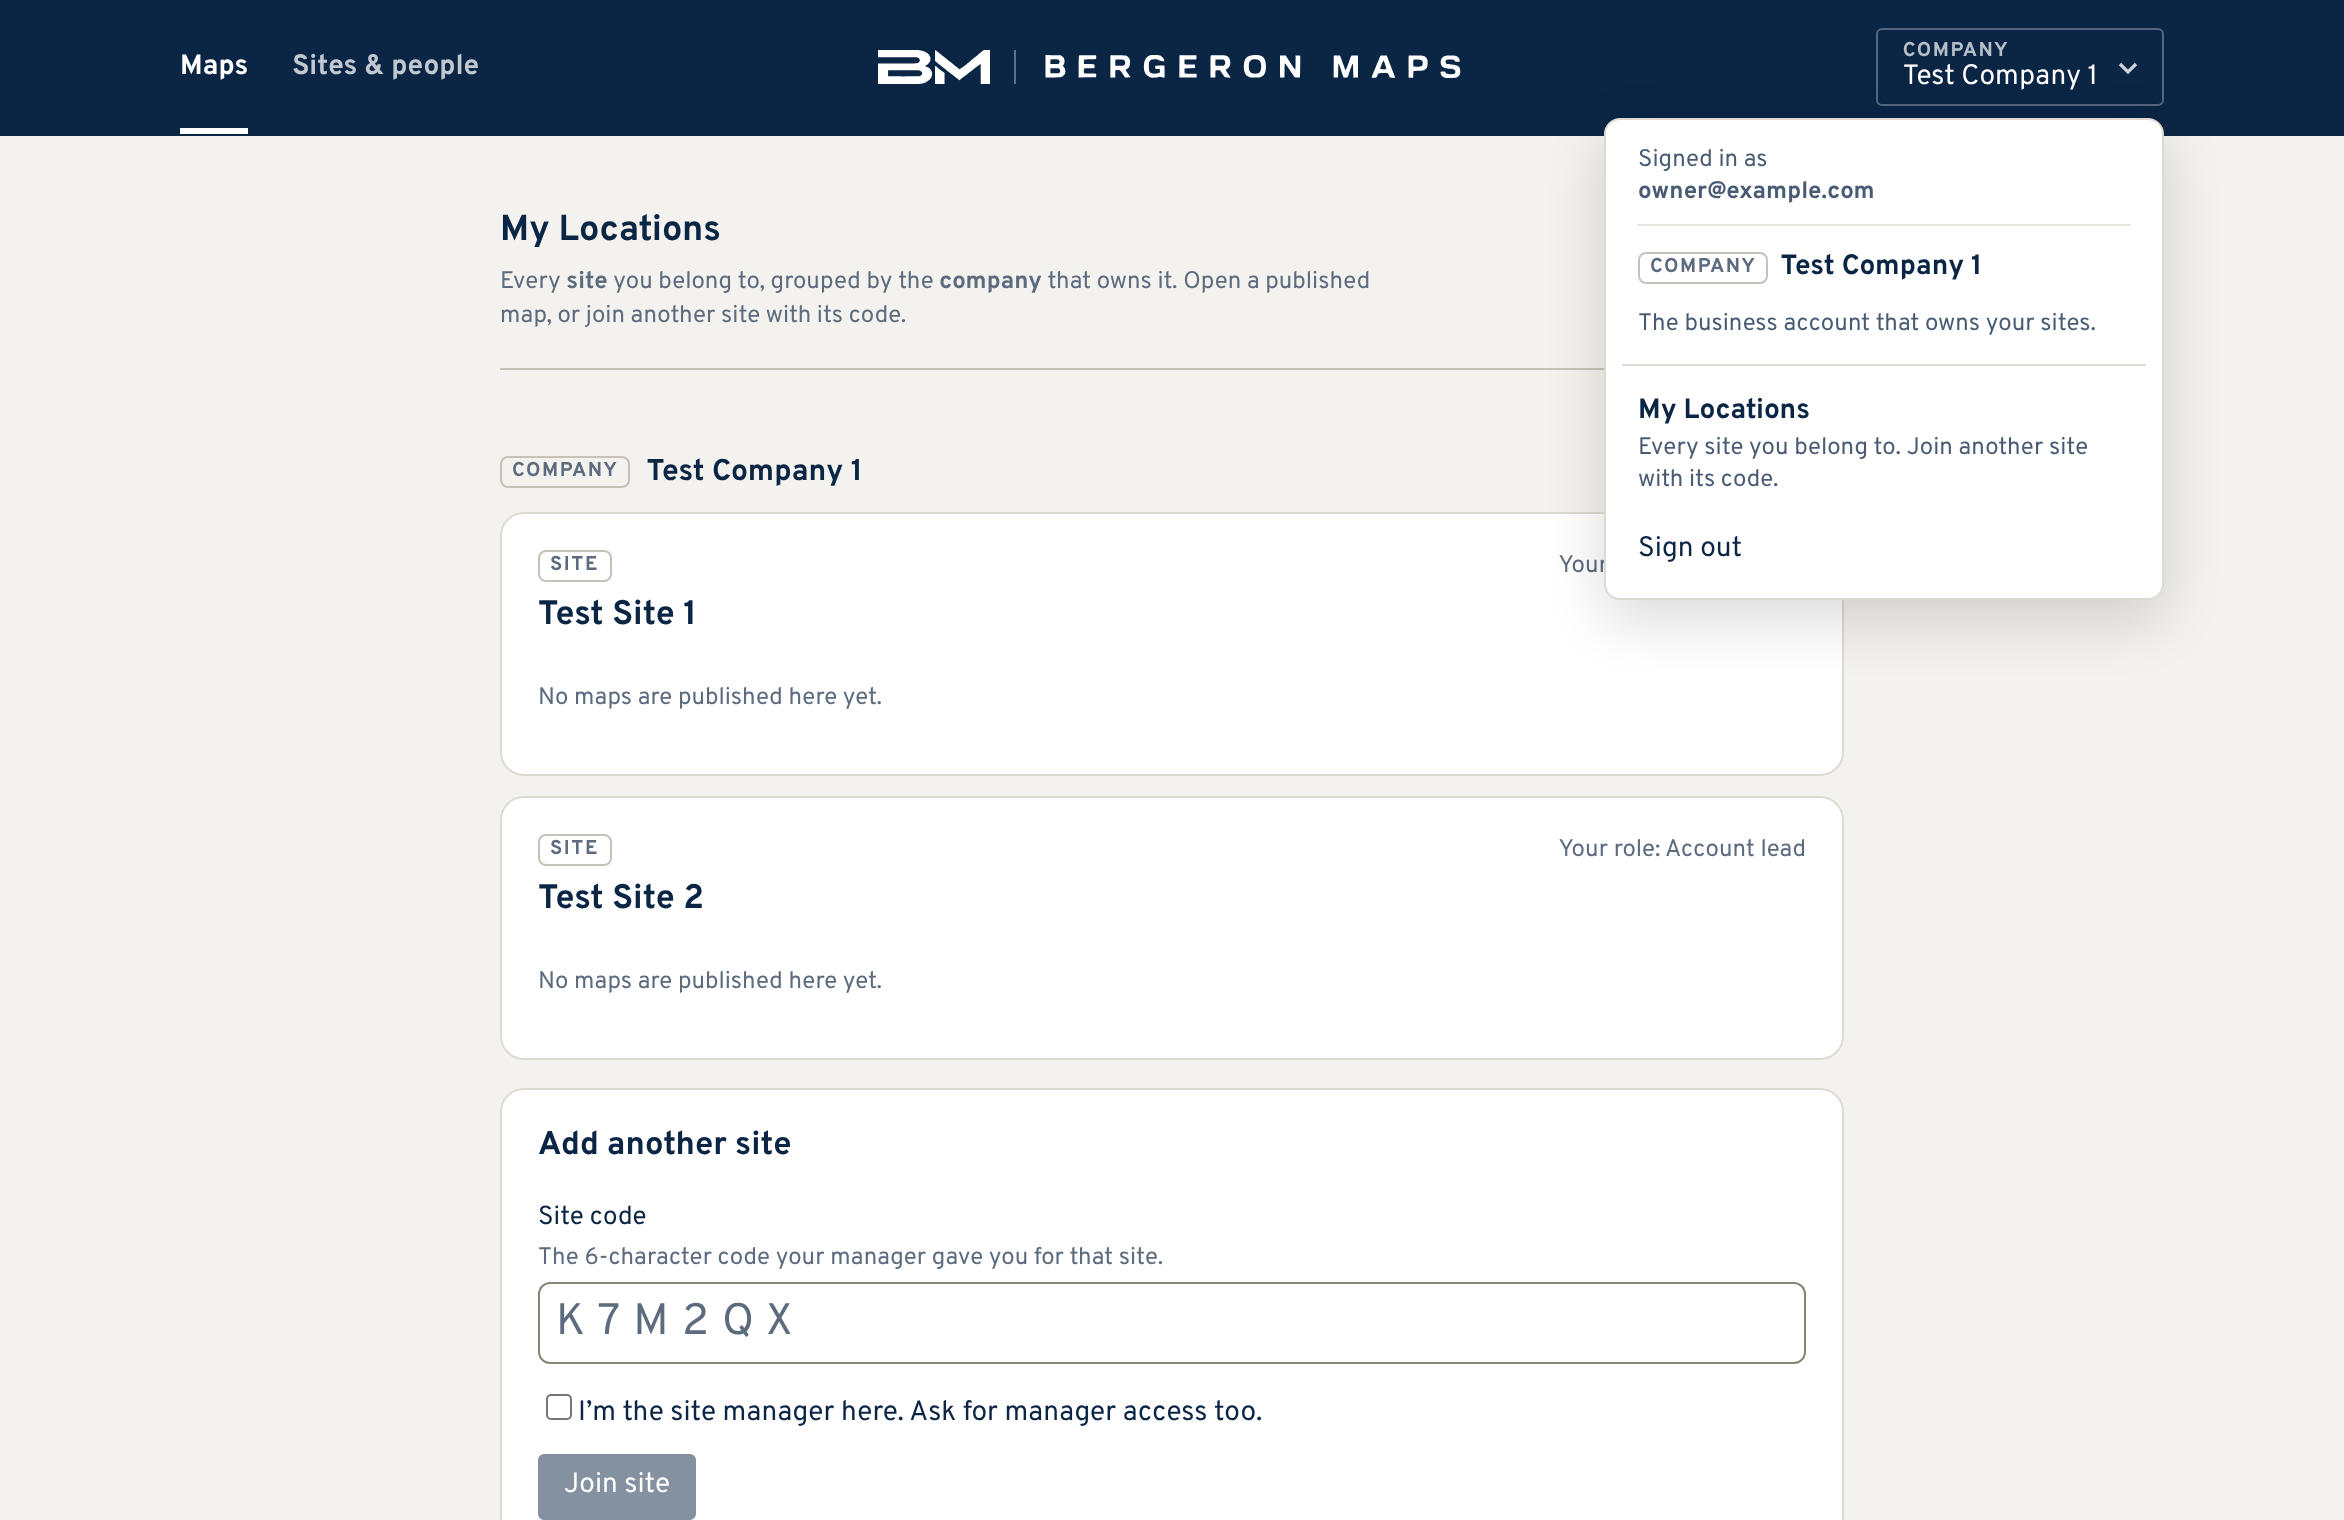 Maps
Sites & people
BM | BERGERON MAPS
COMPANY
Test Company 1
Signed in as
owner@example.com
COMPANY Test Company 1
The business account that owns your sites.
My Locations
Every site you belong to. Join another site
with its code.
Sign out
My Locations
Every site you belong to, grouped by the company that owns it. Open a published
map, or join another site with its code.
COMPANY Test Company 1
SITE
Your
Test Site 1
No maps are published here yet.
SITE
Your role: Account lead
Test Site 2
No maps are published here yet.
Add another site
Site code
The 6-character code your manager gave you for that site.
K7M2QX
I’m the site manager here. Ask for manager access too.
Join site